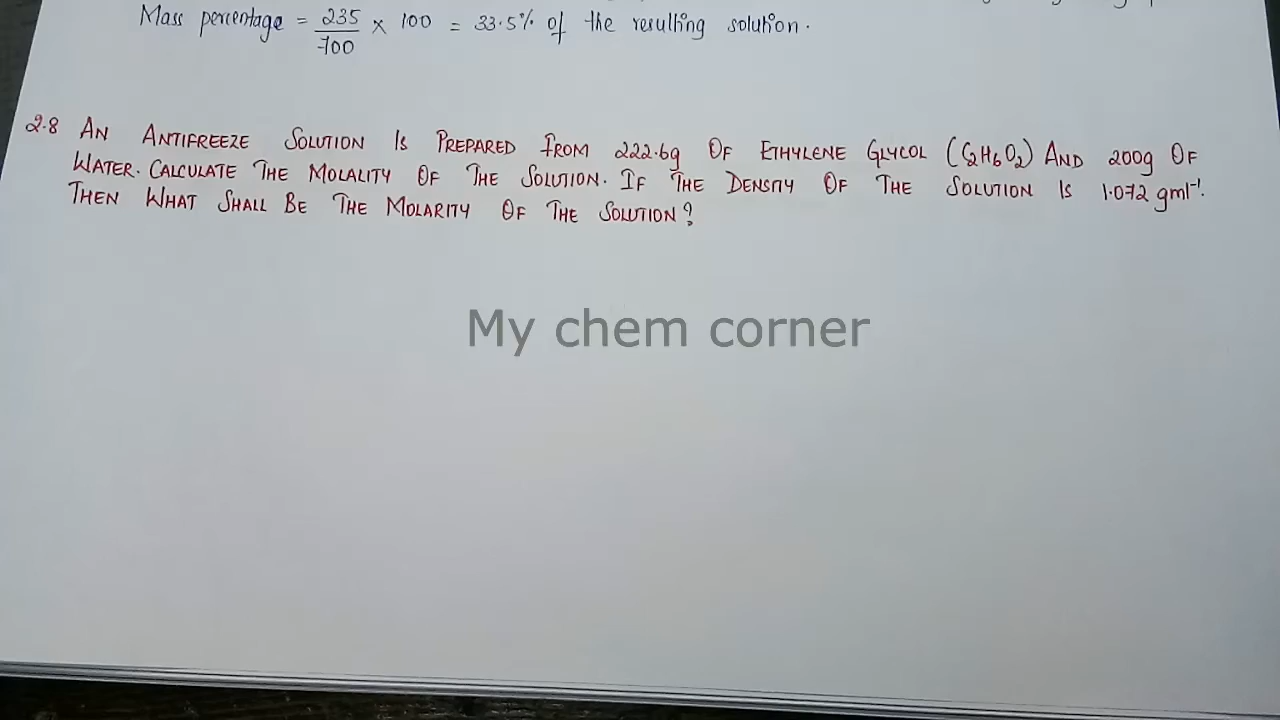 Mass percentage = 235/700 × 100 = 33.5% of the resulting solution.
2.8 AN ANTIFREEZE SOLUTION IS PREPARED FROM 222.6g OF ETHYLENE GLYCOL (C₂H₆O₂) AND 200g OF
WATER. CALCULATE THE MOLALITY OF THE SOLUTION. IF THE DENSITY OF THE SOLUTION IS 1.072 gml⁻¹.
THEN WHAT SHALL BE THE MOLARITY OF THE SOLUTION?
My chem corner